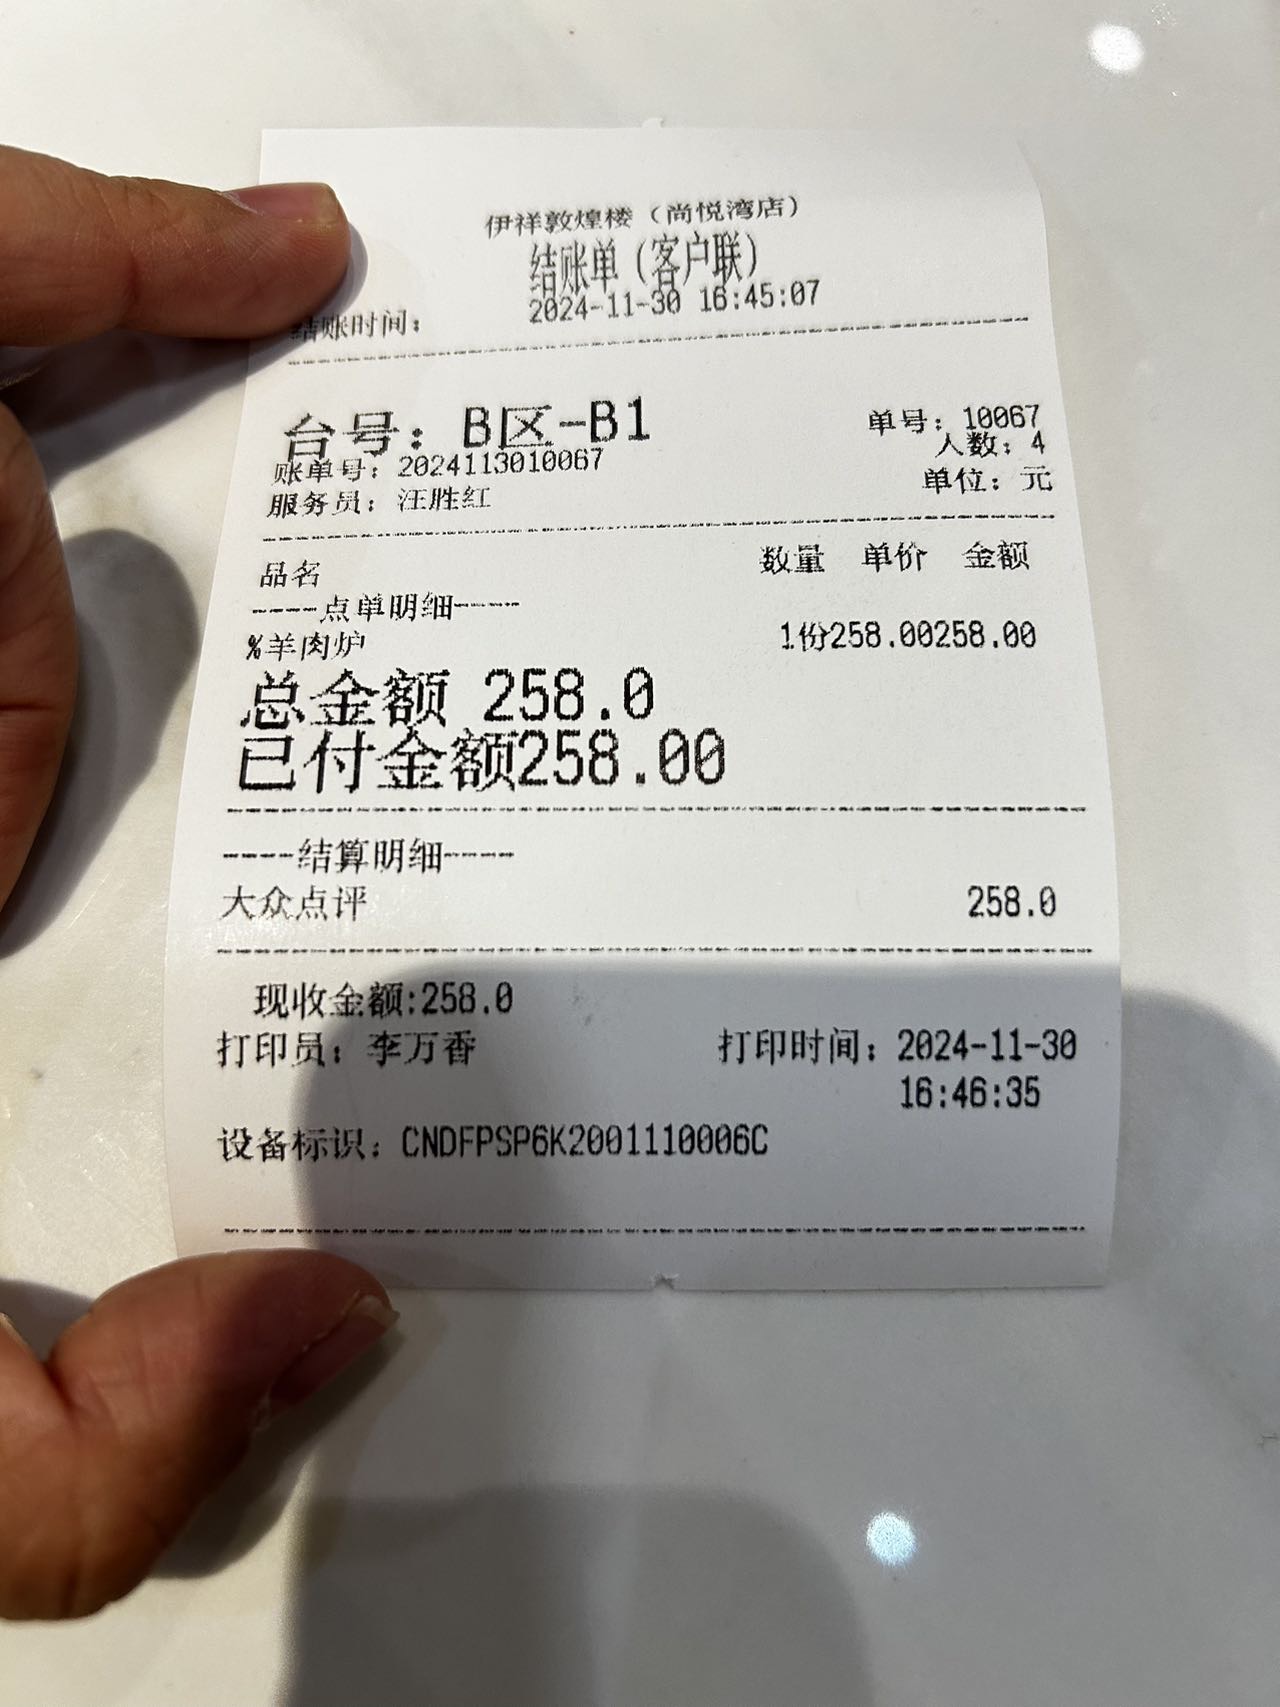 伊祥敦煌楼（尚悦湾店）
结账单（客户联）
结账时间： 2024-11-30 16:45:07
台号：B区-B1 单号：10067
人数：4
账单号：2024113010067
服务员：汪胜红 单位：元
品名 数量 单价 金额
----点单明细----
%羊肉炉 1份258.00258.00
总金额 258.0
已付金额258.00
----结算明细----
大众点评 258.0
现收金额:258.0
打印员：李万香 打印时间：2024-11-30
16:46:35
设备标识：CNDFPSP6K2001110006C